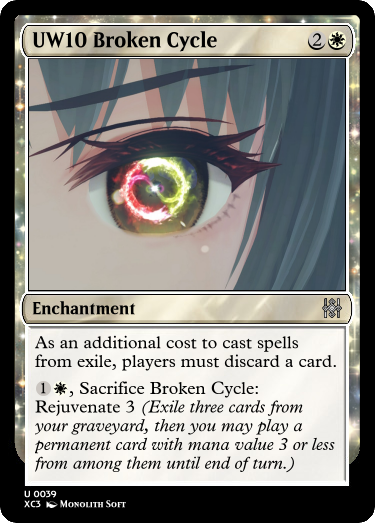 UW10 Broken Cycle 2
Enchantment
As an additional cost to cast spells
from exile, players must discard a card.
1, Sacrifice Broken Cycle:
Rejuvenate 3 (Exile three cards from
your graveyard, then you may play a
permanent card with mana value 3 or less
from among them until end of turn.)
U 0039
XC3 Monolith Soft